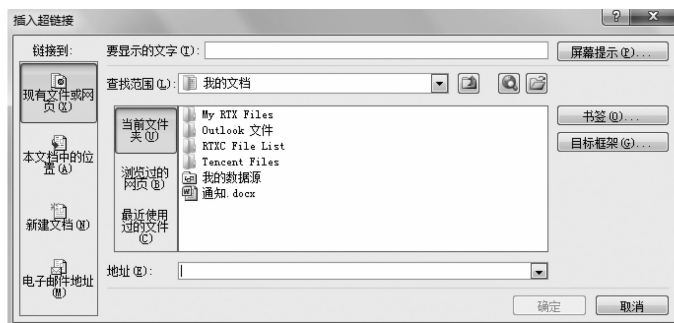 插入超链接
链接到:
要显示的文字(T):
屏幕提示(P)...
现有文件或网页(X)
查找范围(L):
我的文档
当前文件夹(U)
My RTX Files
Outlook 文件
RTXC File List
Tencent Files
我的数据源
通知.docx
书签(O)...
目标框架(G)...
本文档中的位置(A)
浏览过的网页(B)
新建文档(N)
最近使用过的文件(C)
电子邮件地址(M)
地址(E):
确定
取消